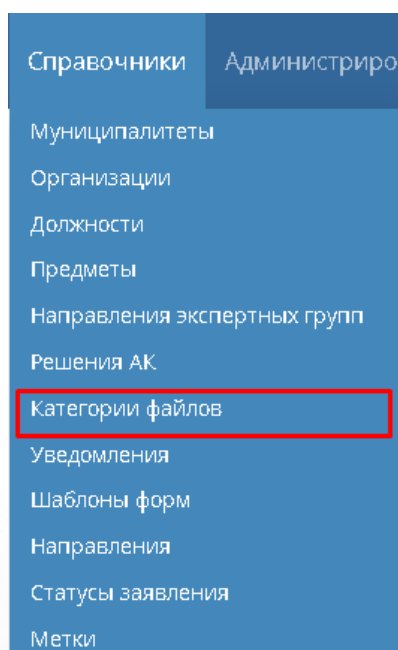 Справочники Администриро
Муниципалитеты
Организации
Должности
Предметы
Направления экспертных групп
Решения АК
Категории файлов
Уведомления
Шаблоны форм
Направления
Статусы заявления
Метки